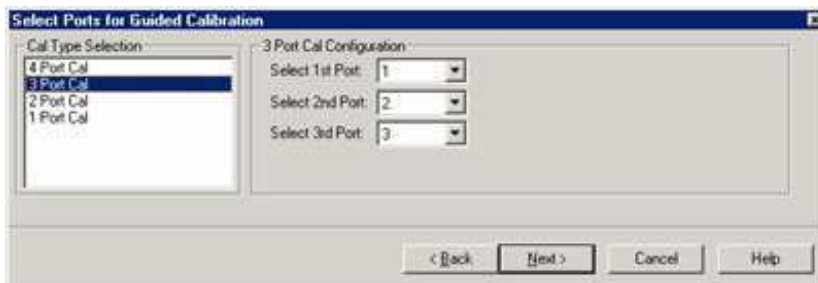 Select Ports for Guided Calibration
Cal Type Selection
4 Port Cal
3 Port Cal
2 Port Cal
1 Port Cal
3 Port Cal Configuration
Select 1st Port: 1
Select 2nd Port: 2
Select 3rd Port: 3
< Back
Next >
Cancel
Help